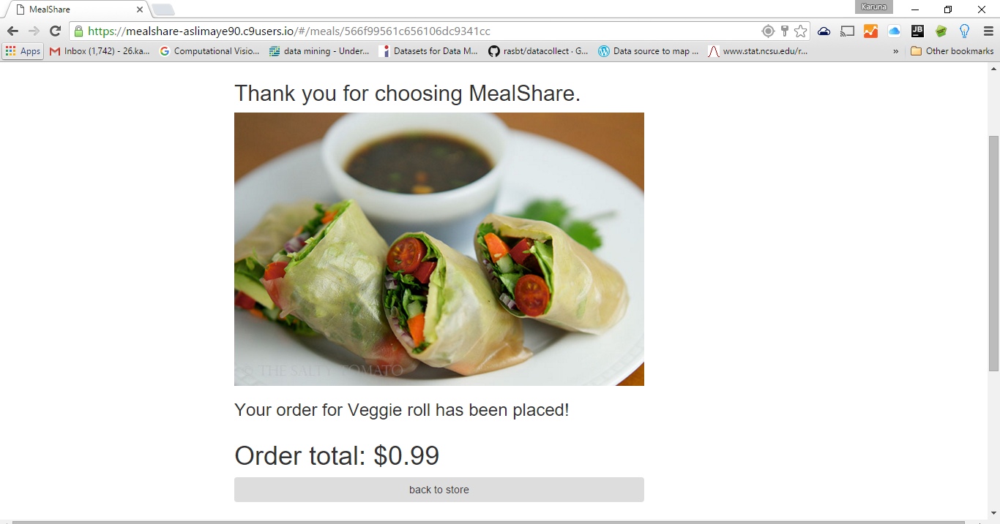 MealShare
Karuna
https://mealshare-aslimaye90.c9users.io/#/meals/566f99561c656106dc9341cc
JB
Apps
Inbox (1,742) - 26.ka...
Computational Visio...
data mining - Under...
Datasets for Data M...
rasbt/datacollect · G...
Data source to map ...
www.stat.ncsu.edu/r...
»
Other bookmarks
Thank you for choosing MealShare.
THE SALTY TOMATO
Your order for Veggie roll has been placed!
Order total: $0.99
back to store